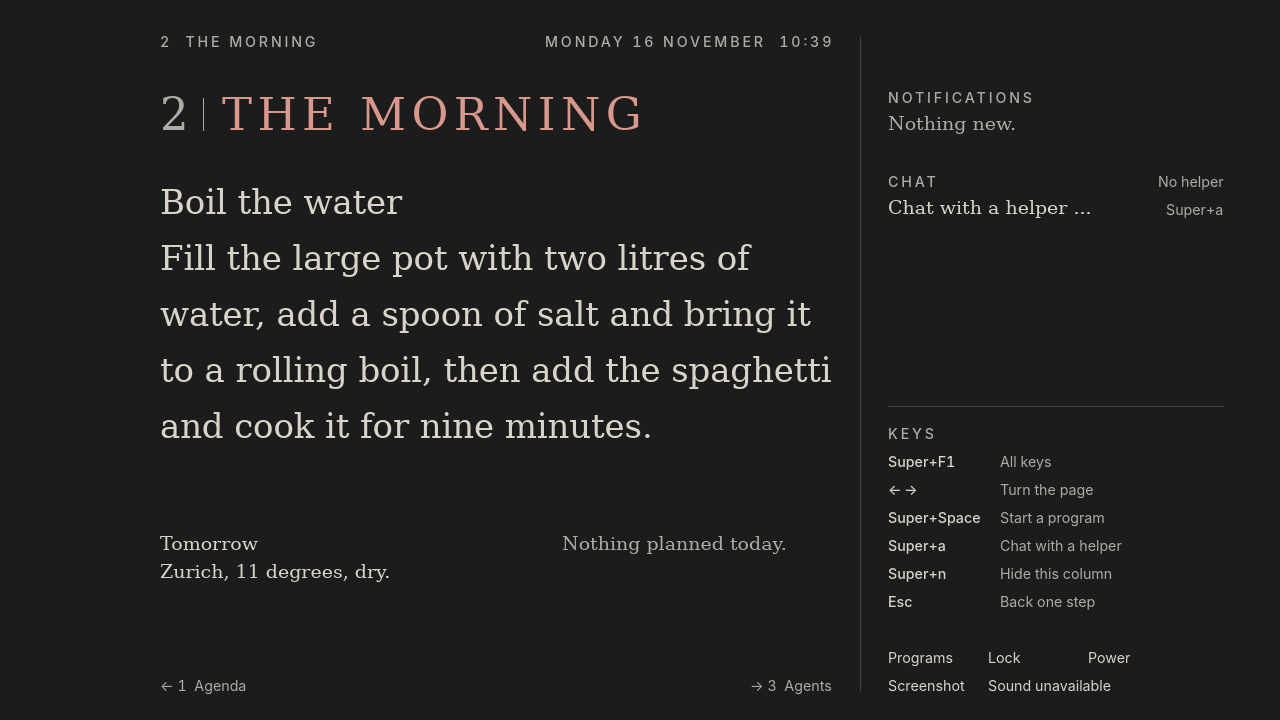 2 THE MORNING
MONDAY 16 NOVEMBER 10:39
2 THE MORNING
Boil the water
Fill the large pot with two litres of
water, add a spoon of salt and bring it
to a rolling boil, then add the spaghetti
and cook it for nine minutes.
Tomorrow
Zurich, 11 degrees, dry.
Nothing planned today.
← 1 Agenda
→ 3 Agents
NOTIFICATIONS
Nothing new.
CHAT No helper
Chat with a helper ... Super+a
KEYS
Super+F1 All keys
← → Turn the page
Super+Space Start a program
Super+a Chat with a helper
Super+n Hide this column
Esc Back one step
Programs Lock Power
Screenshot Sound unavailable